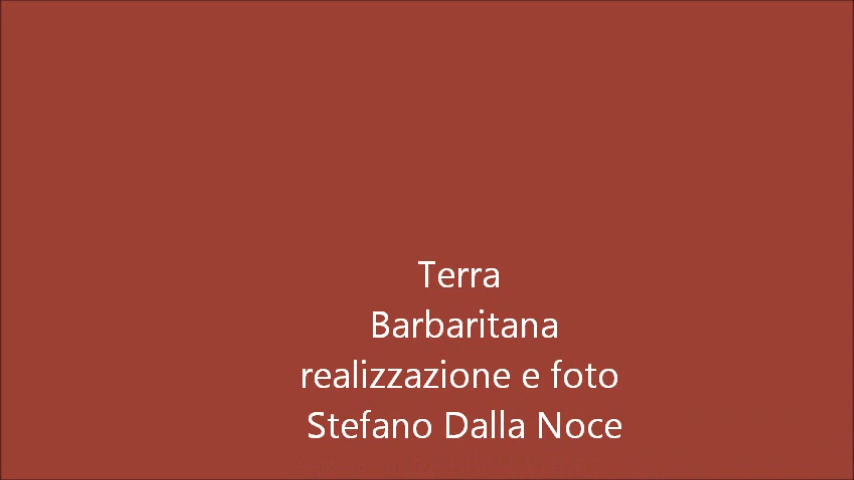 Terra
Barbaritana
realizzazione e foto
Stefano Dalla Noce